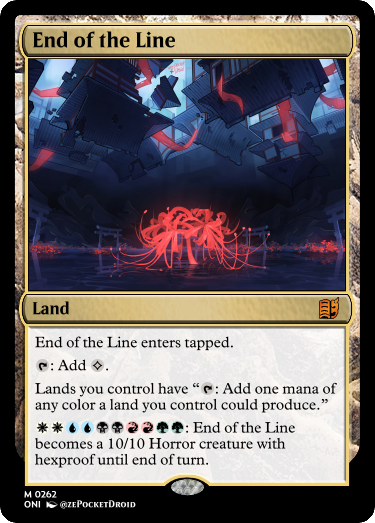 End of the Line
Land
End of the Line enters tapped.
: Add .
Lands you control have “: Add one mana of
any color a land you control could produce.”
: End of the Line
becomes a 10/10 Horror creature with
hexproof until end of turn.
M 0262
ONI @zePocketDroid